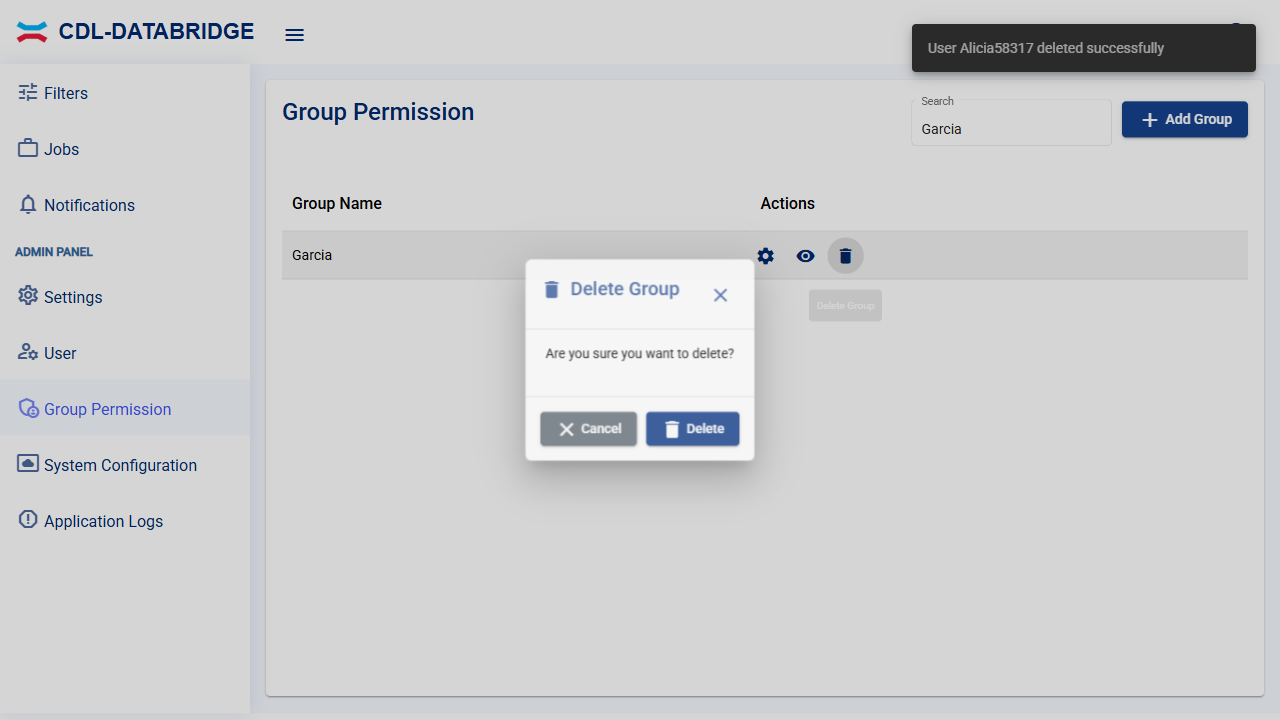 CDL-DATABRIDGE
User Alicia58317 deleted successfully
Filters
Jobs
Notifications
ADMIN PANEL
Settings
User
Group Permission
System Configuration
Application Logs
Group Permission
Search
Garcia
Add Group
Group Name
Actions
Garcia
Delete Group
Delete Group
Are you sure you want to delete?
Cancel
Delete